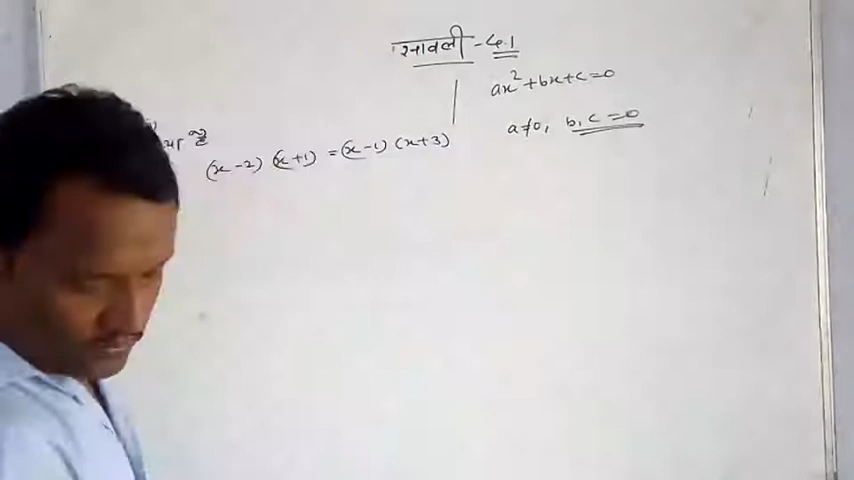 प्रश्नावली - 4.1
ax² + bx + c = 0
है
a ≠ 0, b, c = 0
(x - 2) (x + 1) = (x - 1) (x + 3)